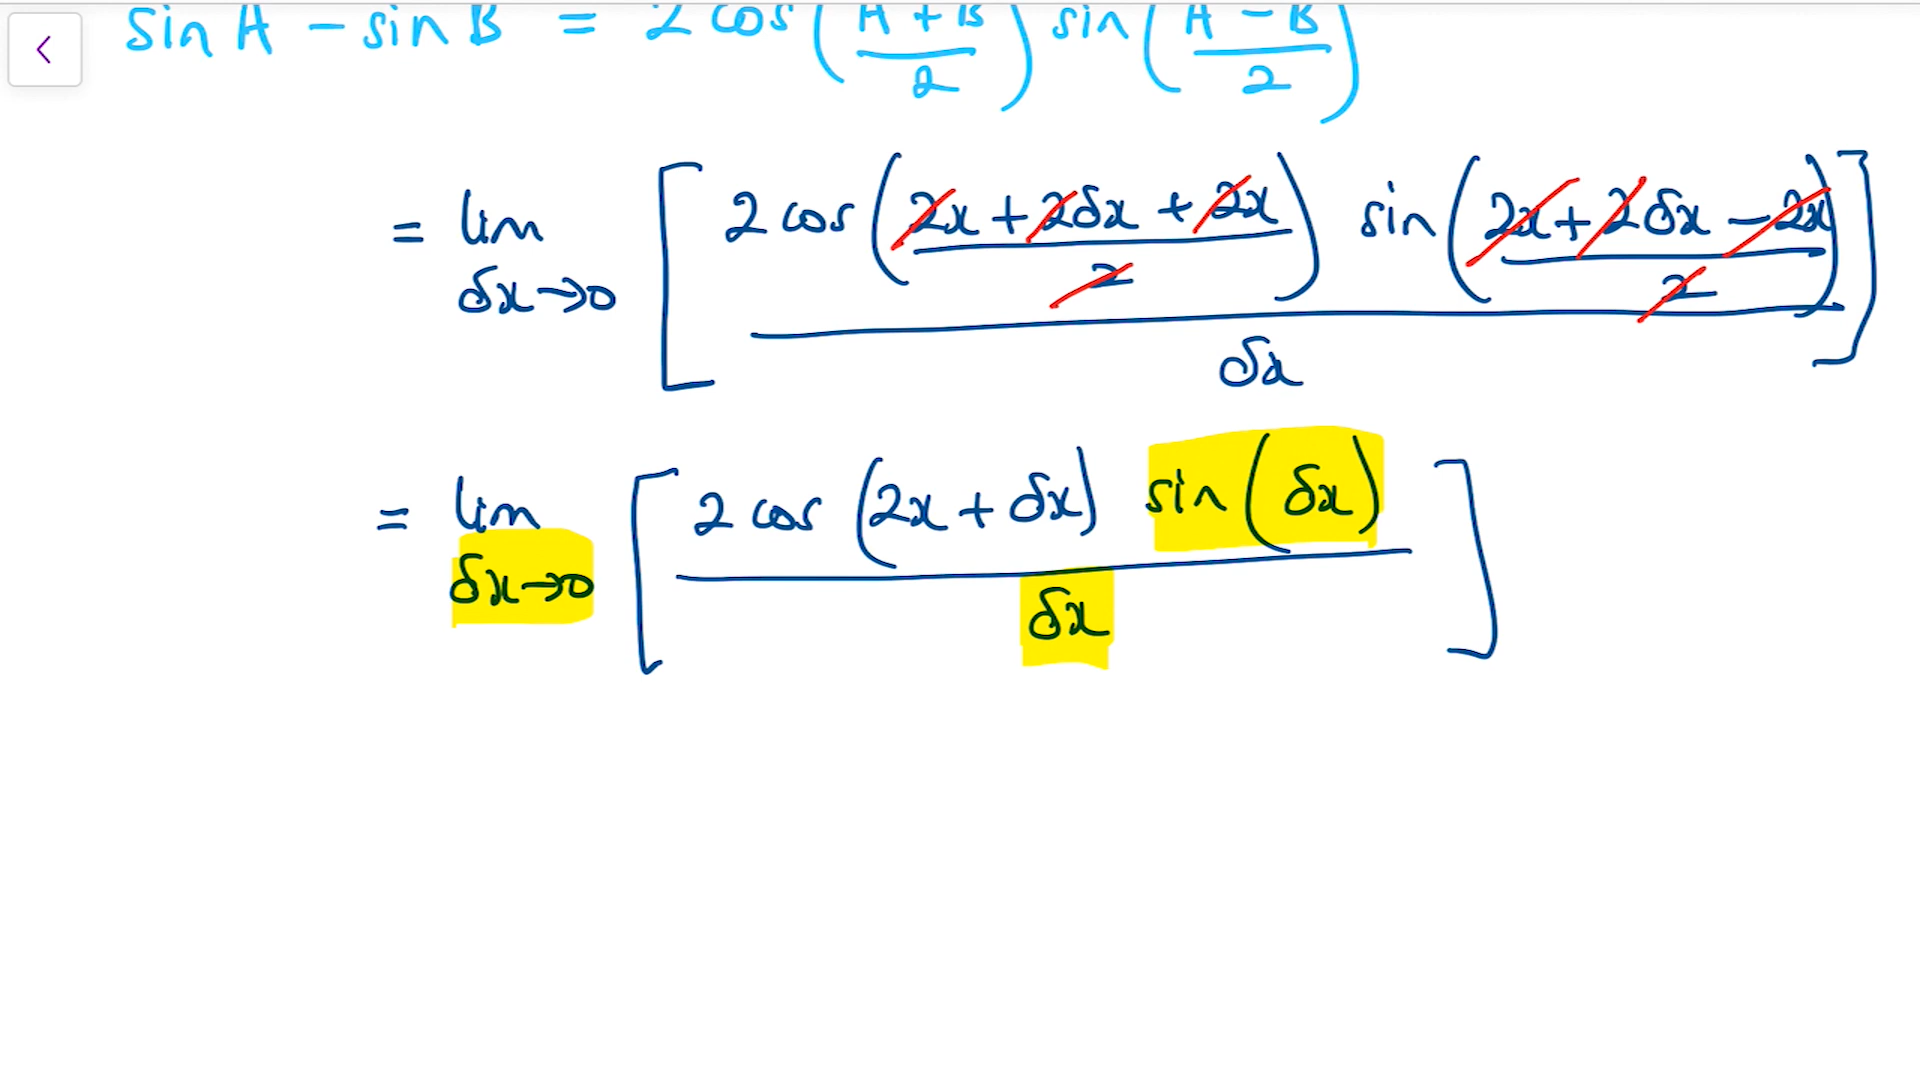 sin A - sin B = 2 cos ( (A + B) / 2 ) sin ( (A - B) / 2 )
= lim δx→0 [ 2 cos ( (2x + 2δx + 2x) / 2 ) sin ( (2x + 2δx - 2x) / 2 ) / δx ]
= lim δx→0 [ 2 cos (2x + δx) sin ( δx ) / δx ]